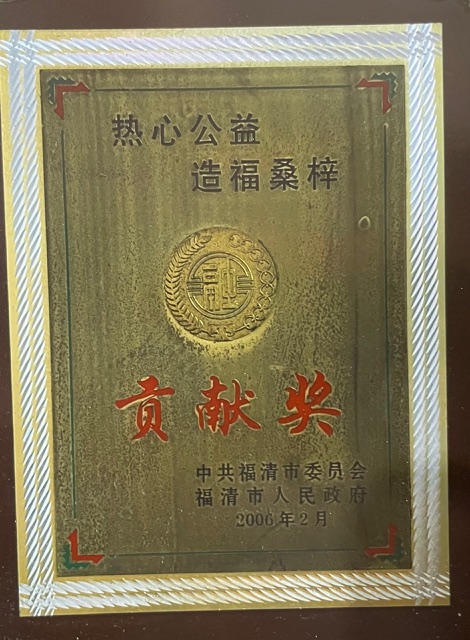 热心公益
造福桑梓
融
贡献奖
中共福清市委员会
福清市人民政府
2006年2月